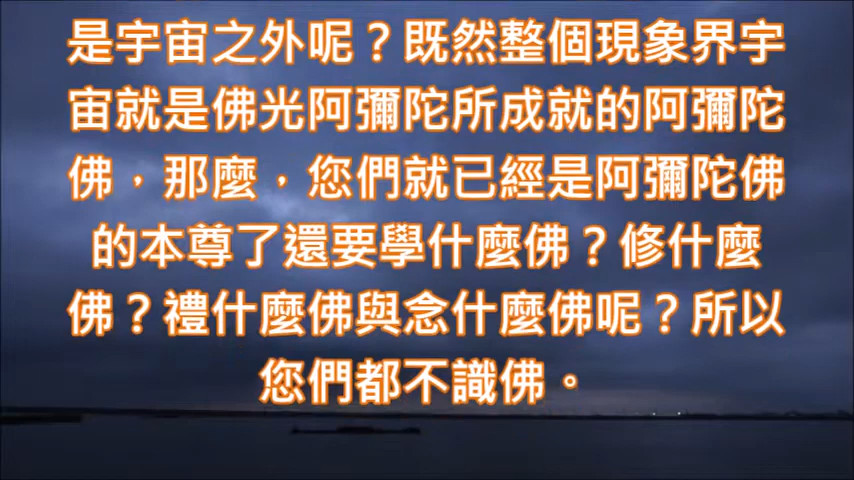 是宇宙之外呢？既然整個現象界宇
宙就是佛光阿彌陀所成就的阿彌陀
佛，那麼，您們就已經是阿彌陀佛
的本尊了還要學什麼佛？修什麼
佛？禮什麼佛與念什麼佛呢？所以
您們都不識佛。